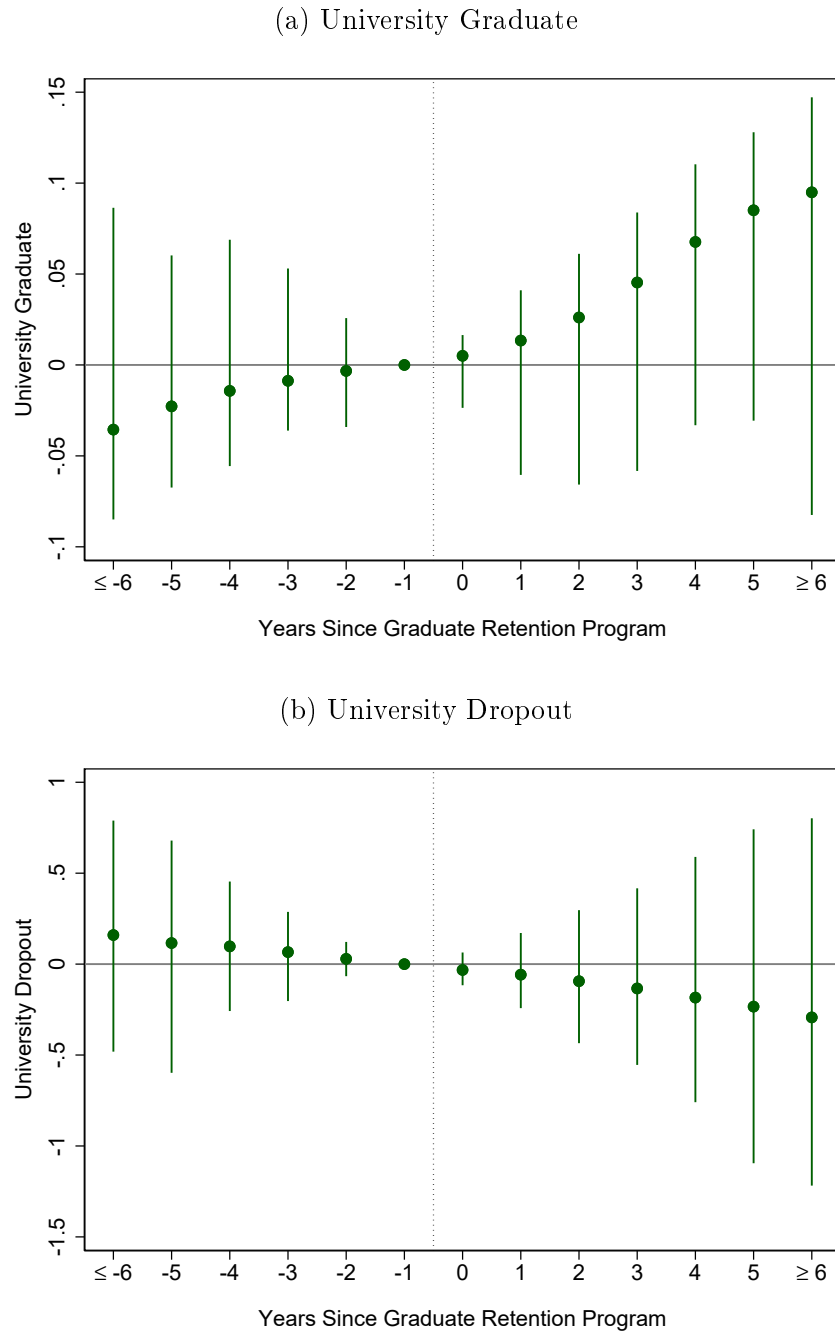 (a) University Graduate
.15
.1
.05
0
-.05
-.1
University Graduate
≤ -6 -5 -4 -3 -2 -1 0 1 2 3 4 5 ≥ 6
Years Since Graduate Retention Program
(b) University Dropout
1
.5
0
-.5
-1
-1.5
University Dropout
≤ -6 -5 -4 -3 -2 -1 0 1 2 3 4 5 ≥ 6
Years Since Graduate Retention Program